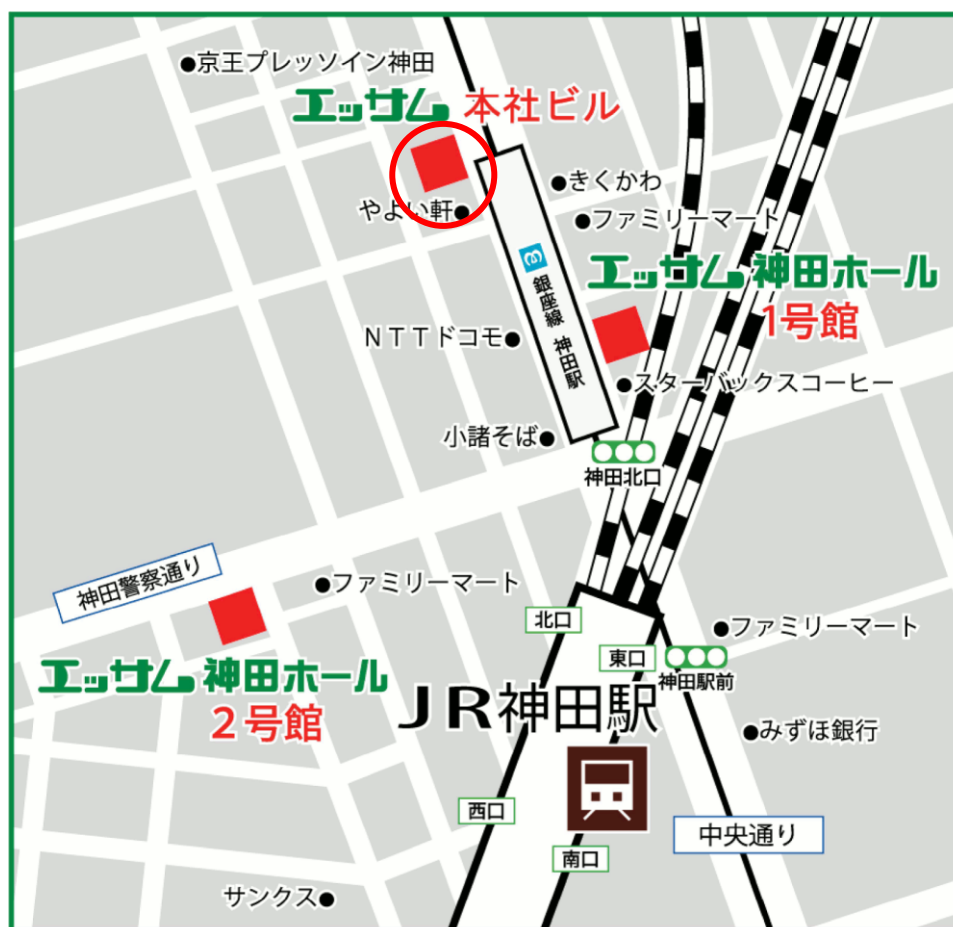 京王プレッソイン神田
エッサム 本社ビル
きくかわ
やよい軒
ファミリーマート
エッサム 神田ホール
1号館
銀座線 神田駅
NTTドコモ
スターバックスコーヒー
小諸そば
神田北口
神田警察通り
ファミリーマート
北口
ファミリーマート
東口
神田駅前
エッサム 神田ホール
2号館
JR神田駅
みずほ銀行
西口
中央通り
南口
サンクス